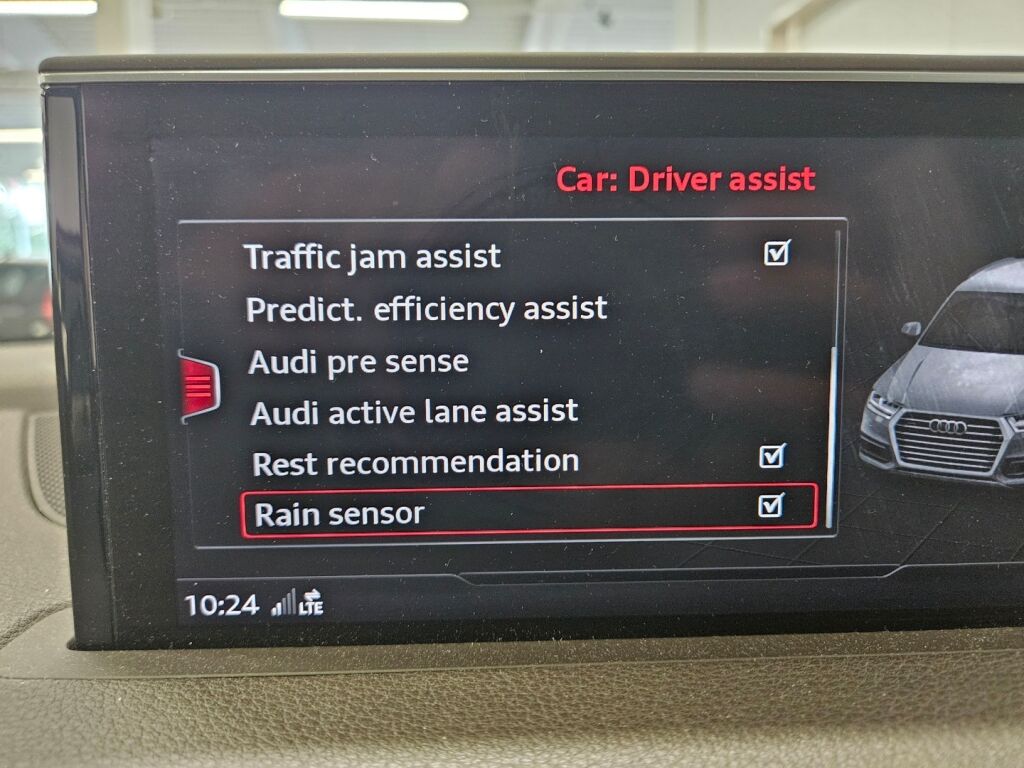 Car: Driver assist
Traffic jam assist
Predict. efficiency assist
Audi pre sense
Audi active lane assist
Rest recommendation
Rain sensor
10:24 LTE